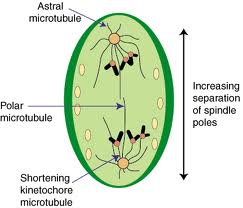 Astral
microtubule
Polar
microtubule
Shortening
kinetochore
microtubule
Increasing
separation
of spindle
poles